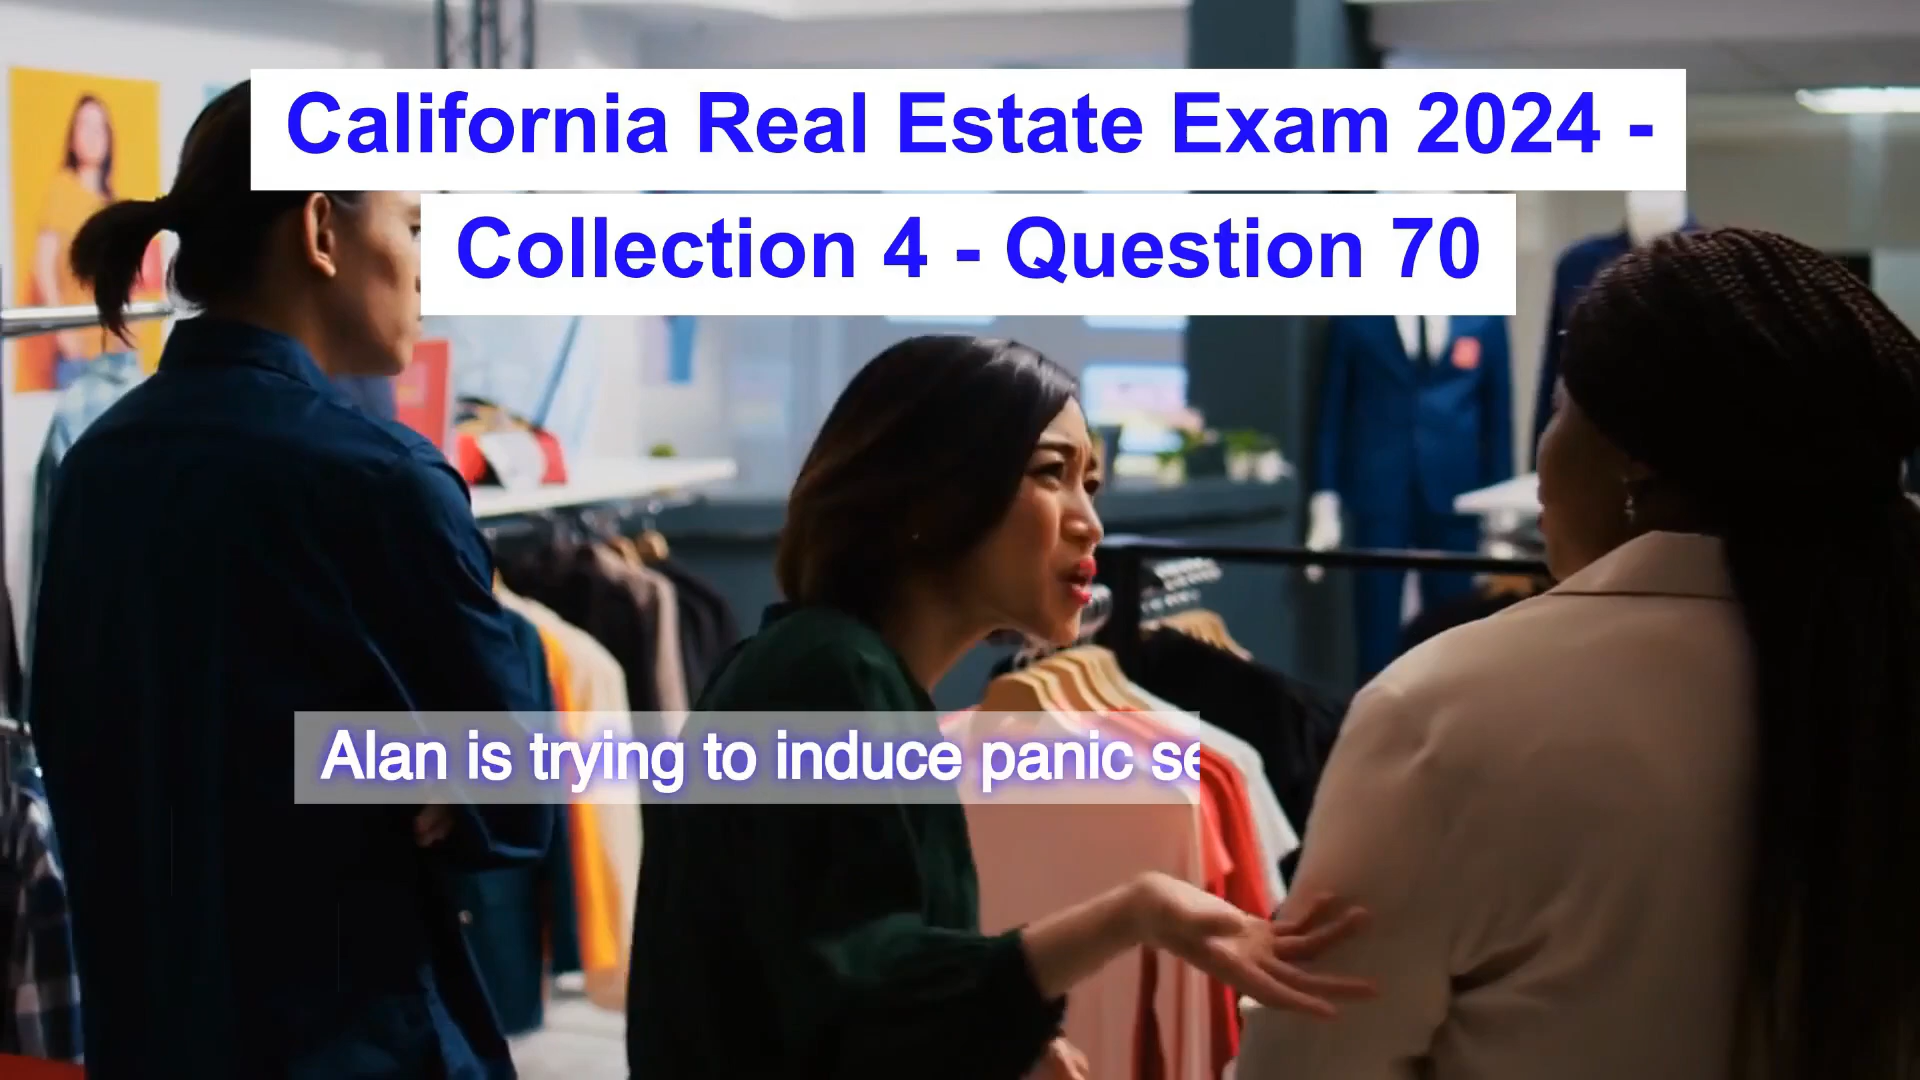 California Real Estate Exam 2024 -
Collection 4 - Question 70
Alan is trying to induce panic